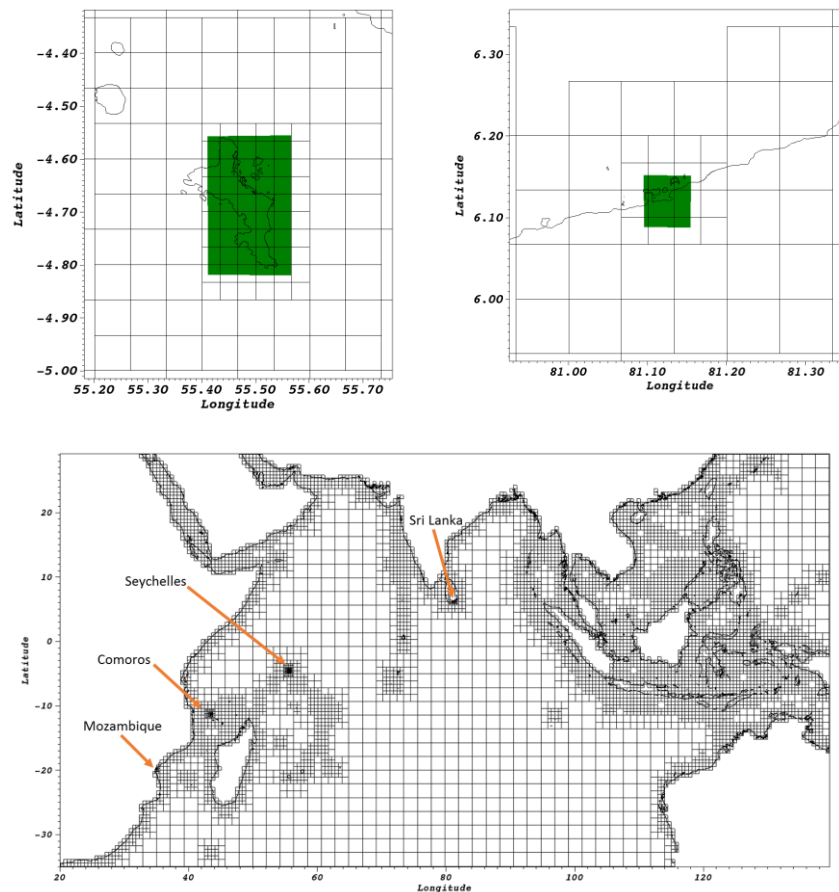 -4.40
-4.50
-4.60
-4.70
-4.80
-4.90
-5.00
Latitude
55.20 55.30 55.40 55.50 55.60 55.70
Longitude
6.30
6.20
6.10
6.00
Latitude
81.00 81.10 81.20 81.30
Longitude
Sri Lanka
Seychelles
Comoros
Mozambique
20
10
0
-10
-20
-30
Latitude
20 40 60 80 100 120
Longitude